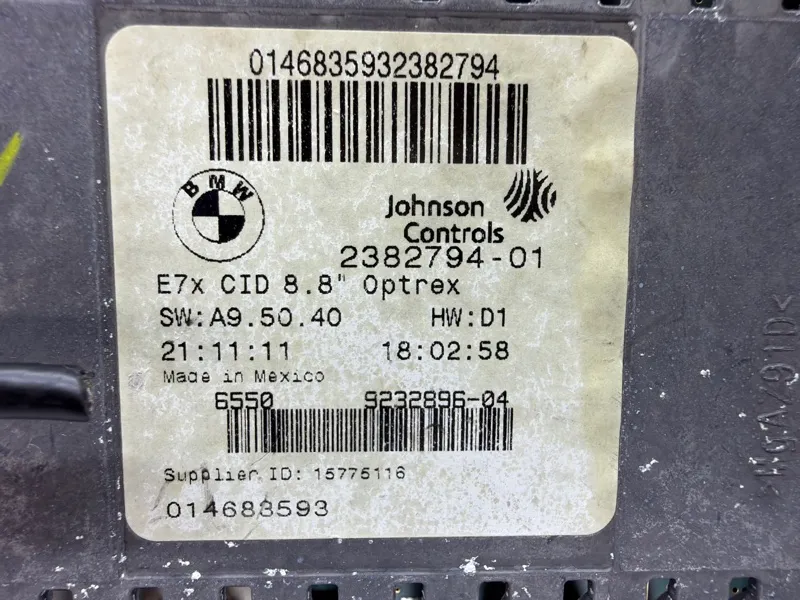 0146835932382794
BMW
Johnson
Controls
2382794-01
E7x CID 8.8" Optrex
SW:A9.50.40 HW:D1
21:11:11 18:02:58
Made in Mexico
6550 9232896-04
Supplier ID: 15775116
014683593